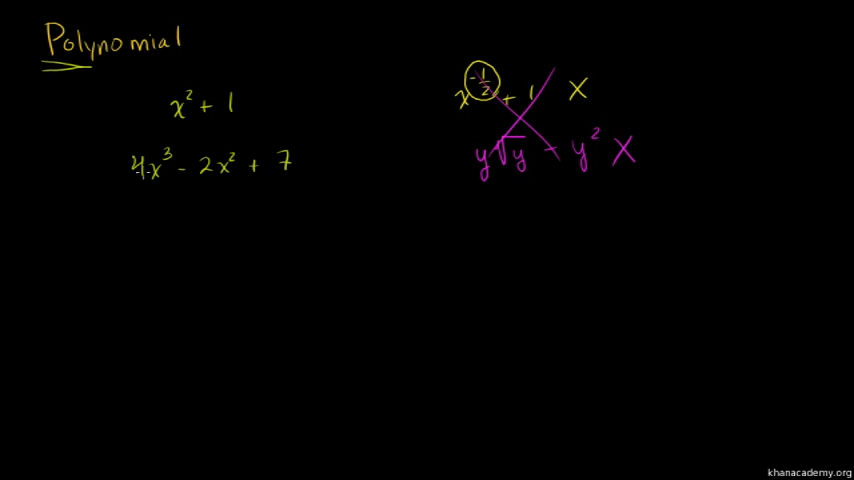 Polynomial
x² + 1
4x³ - 2x² + 7
x^(-1/2) + 1 X
y√y - y² X
khanacademy.org